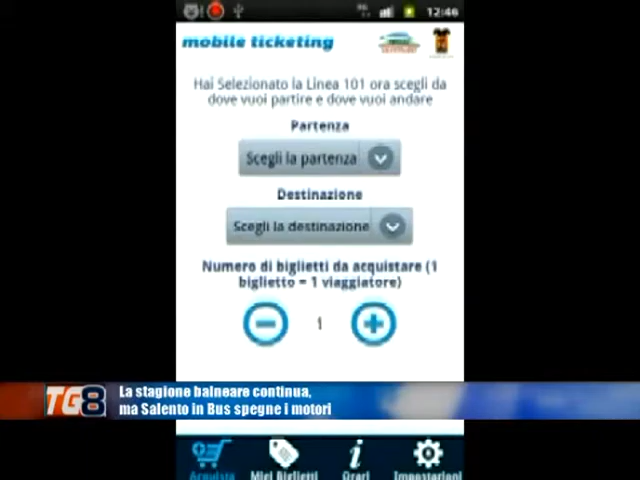 12:46
mobile ticketing
Hai Selezionato la Linea 101 ora scegli da
dove vuoi partire e dove vuoi andare
Partenza
Scegli la partenza
Destinazione
Scegli la destinazione
Numero di biglietti da acquistare (1
biglietto = 1 viaggiatore)
1
TG8
La stagione balneare continua,
ma Salento in Bus spegne i motori
Acquista Miei Biglietti Orari Impostazioni